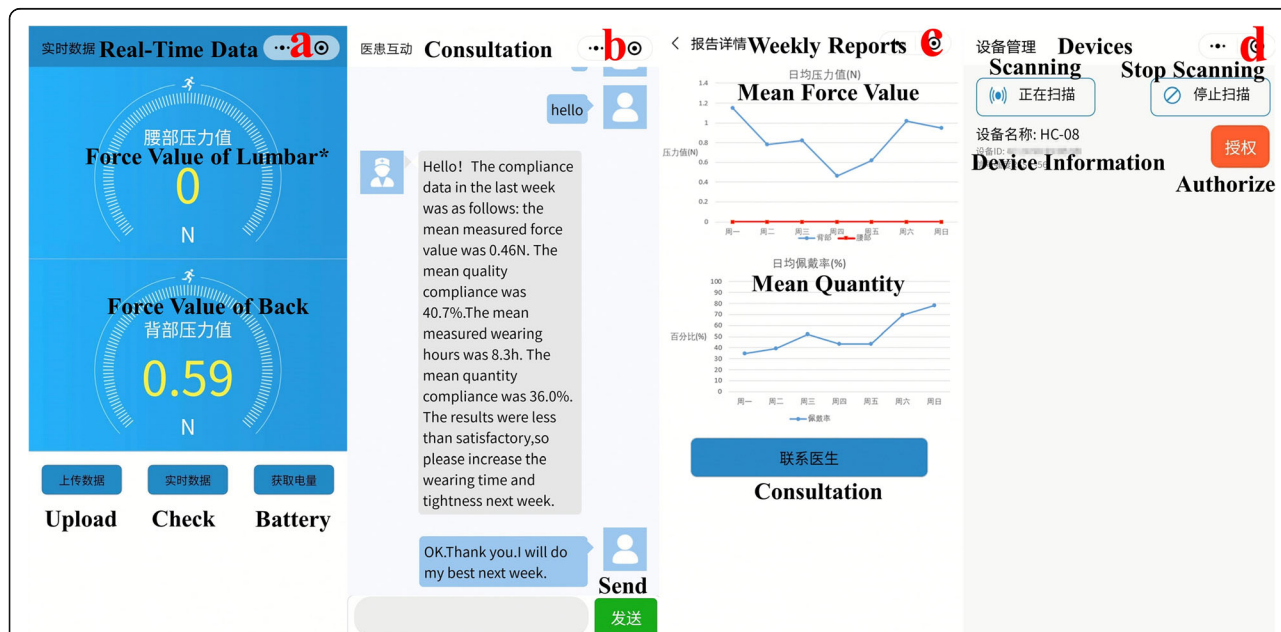 实时数据 Real-Time Data a
腰部压力值
Force Value of Lumbar*
0
N
Force Value of Back
背部压力值
0.59
N
上传数据 实时数据 获取电量
Upload Check Battery
医患互动 Consultation b
hello
Hello! The compliance
data in the last week
was as follows: the
mean measured force
value was 0.46N. The
mean quality
compliance was
40.7%.The mean
measured wearing
hours was 8.3h. The
mean quantity
compliance was 36.0%.
The results were less
than satisfactory,so
please increase the
wearing time and
tightness next week.
OK.Thank you.I will do
my best next week.
Send
发送
报告详情 Weekly Reports c
日均压力值(N)
Mean Force Value
压力值(N)
1.4
1.2
1
0.8
0.6
0.4
0.2
0
周一 周二 周三 周四 周五 周六 周日
背部 腰部
日均佩戴率(%)
Mean Quantity
百分比(%)
100
90
80
70
60
50
40
30
20
10
0
周一 周二 周三 周四 周五 周六 周日
佩戴率
联系医生
Consultation
设备管理 Devices d
Scanning Stop Scanning
正在扫描 停止扫描
设备名称: HC-08
设备ID:
Device Information
授权
Authorize